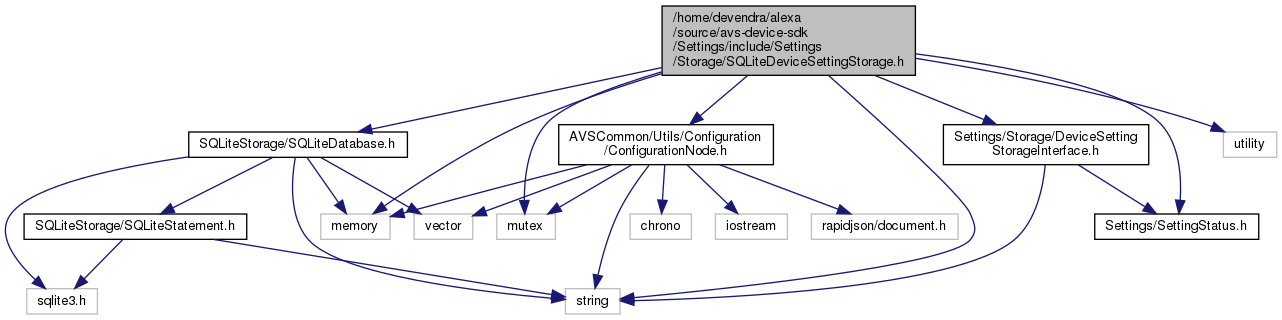 /home/devendra/alexa
/source/avs-device-sdk
/Settings/include/Settings
/Storage/SQLiteDeviceSettingStorage.h
SQLiteStorage/SQLiteDatabase.h
AVSCommon/Utils/Configuration
/ConfigurationNode.h
Settings/Storage/DeviceSetting
StorageInterface.h
utility
SQLiteStorage/SQLiteStatement.h
memory
vector
mutex
chrono
iostream
rapidjson/document.h
Settings/SettingStatus.h
sqlite3.h
string